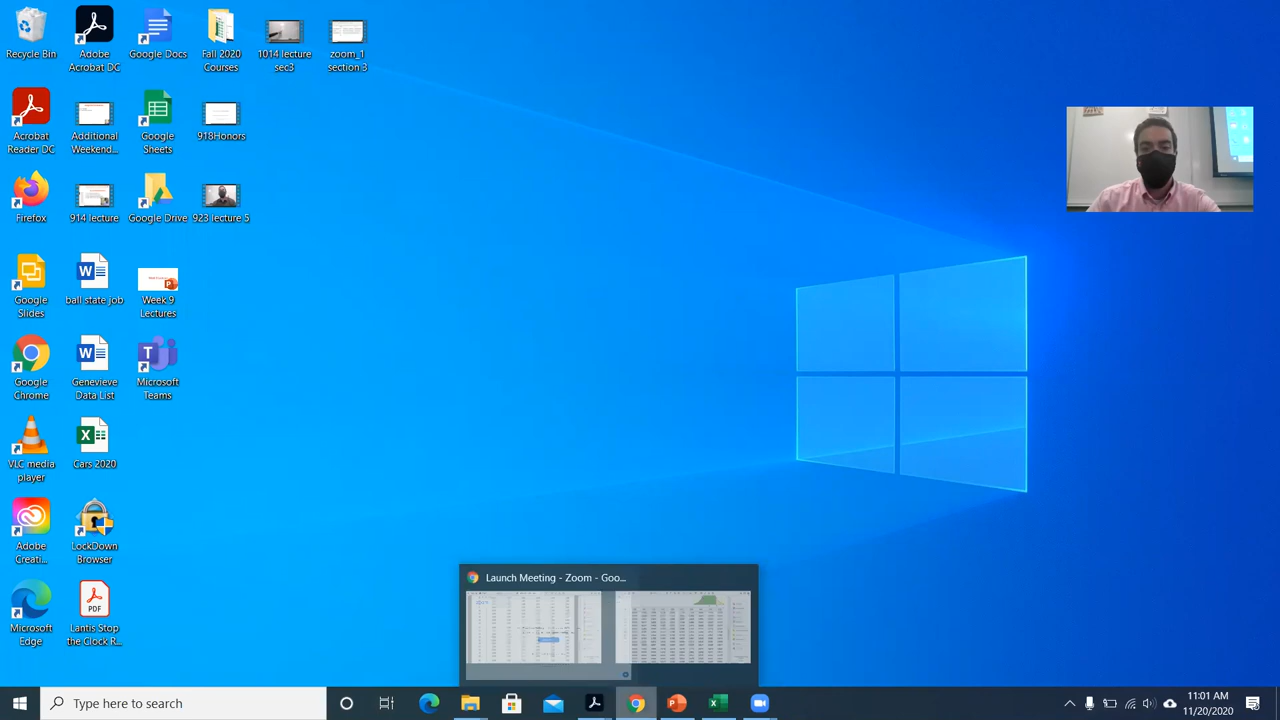 Recycle Bin
Adobe
Acrobat DC
Google Docs
Fall 2020
Courses
1014 lecture
sec3
zoom_1
section 3
Acrobat
Reader DC
Additional
Weekend...
Google
Sheets
918Honors
Firefox
914 lecture
Google Drive
923 lecture 5
Google
Slides
ball state job
Week 9
Lectures
Google
Chrome
Genevieve
Data List
Microsoft
Teams
VLC media
player
Cars 2020
Adobe
Creati...
LockDown
Browser
Microsoft
Edge
PDF
Lantis Stop
the Clock R...
Launch Meeting - Zoom - Goo...
Type here to search
11:01 AM
11/20/2020